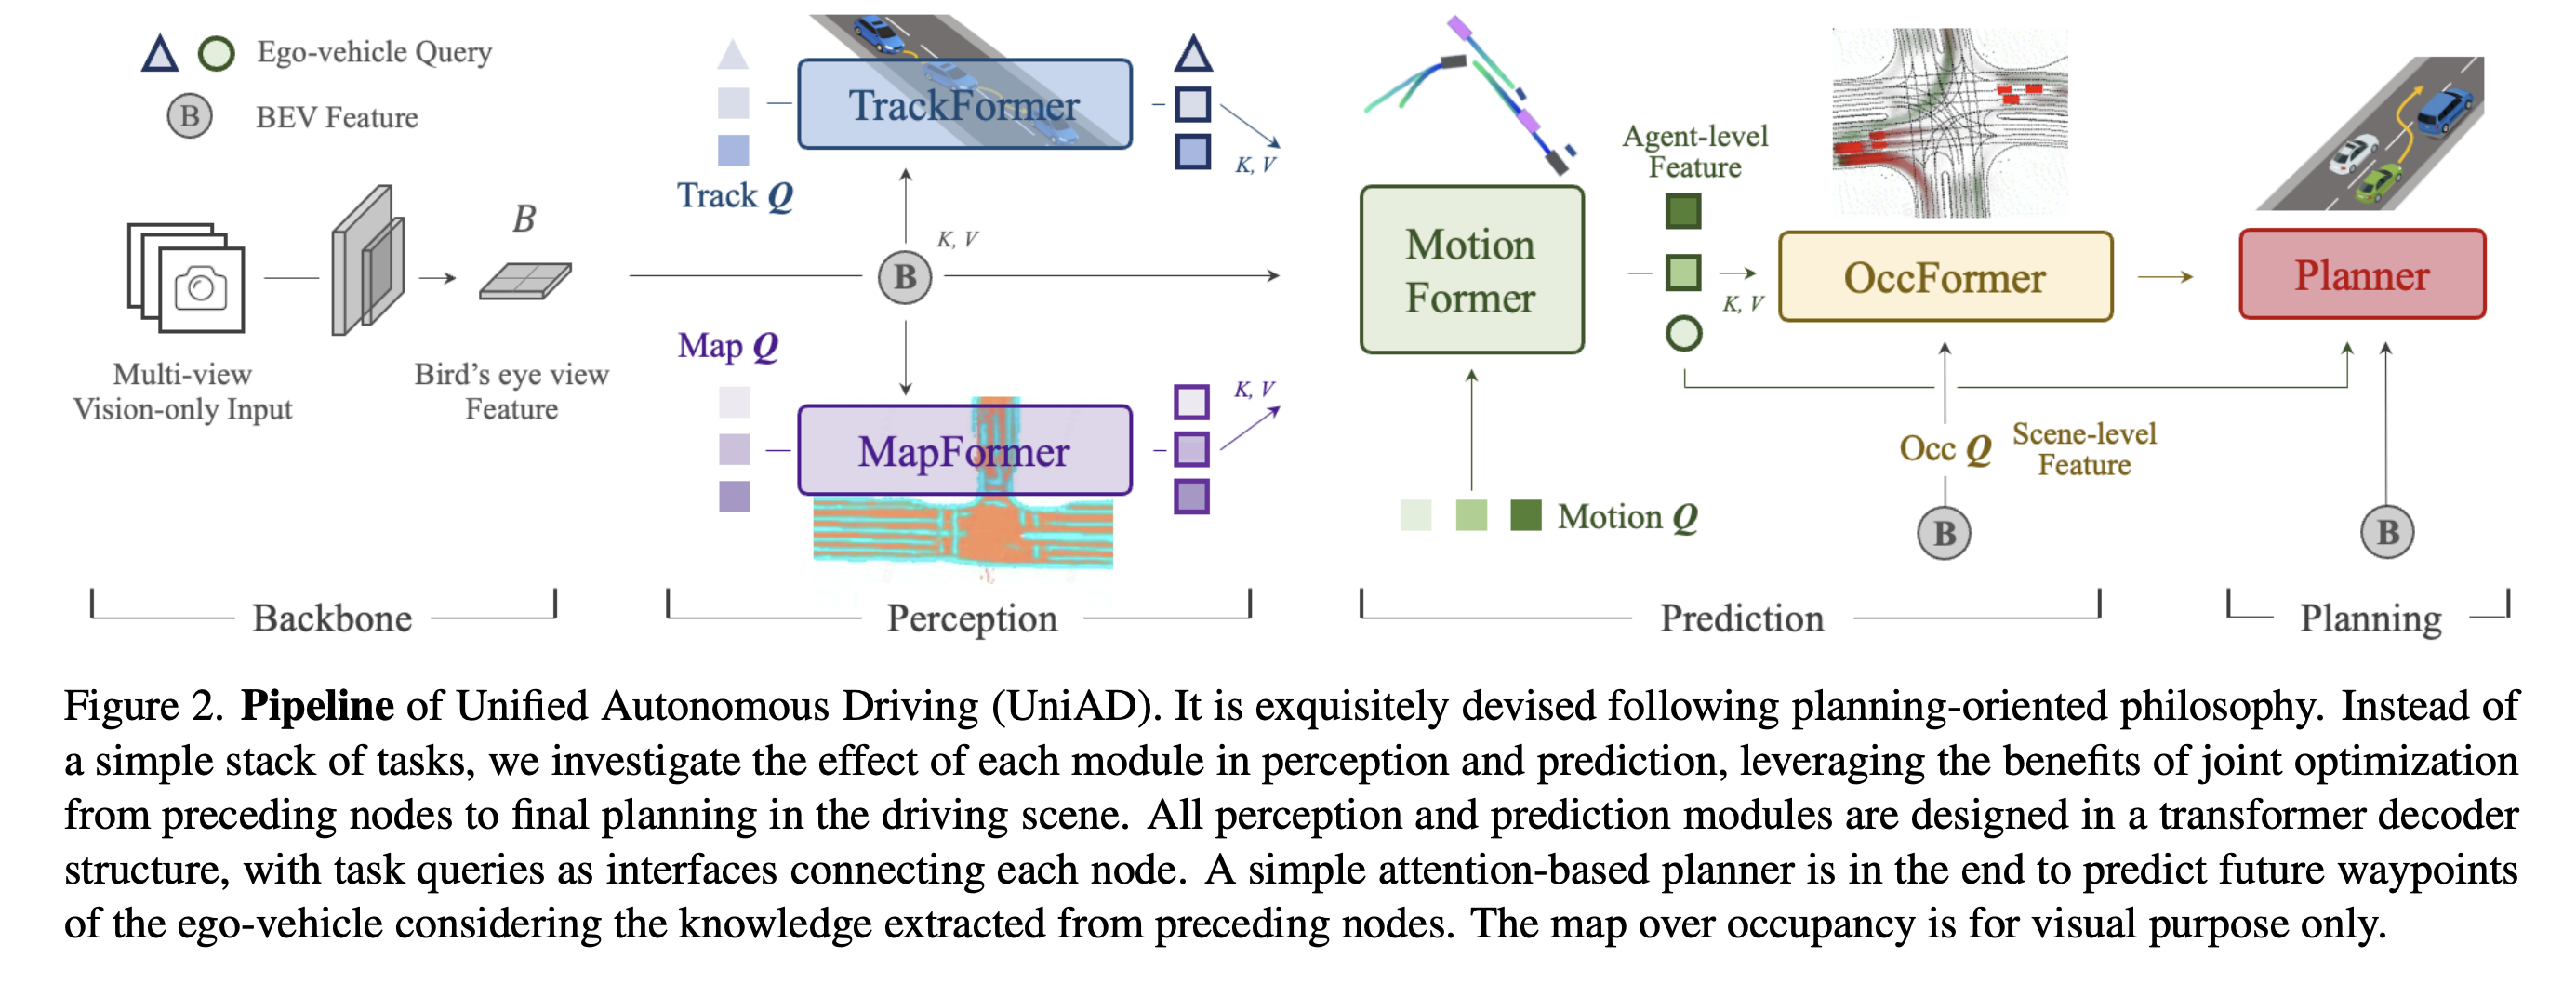 Ego-vehicle Query
B BEV Feature
Multi-view
Vision-only Input
B
Bird's eye view
Feature
Track Q
TrackFormer
K, V
B
K, V
Map Q
MapFormer
K, V
Motion
Former
Motion Q
Agent-level
Feature
K, V
OccFormer
Occ Q
Scene-level
Feature
B
Planner
B
Backbone
Perception
Prediction
Planning
Figure 2. Pipeline of Unified Autonomous Driving (UniAD). It is exquisitely devised following planning-oriented philosophy. Instead of
a simple stack of tasks, we investigate the effect of each module in perception and prediction, leveraging the benefits of joint optimization
from preceding nodes to final planning in the driving scene. All perception and prediction modules are designed in a transformer decoder
structure, with task queries as interfaces connecting each node. A simple attention-based planner is in the end to predict future waypoints
of the ego-vehicle considering the knowledge extracted from preceding nodes. The map over occupancy is for visual purpose only.